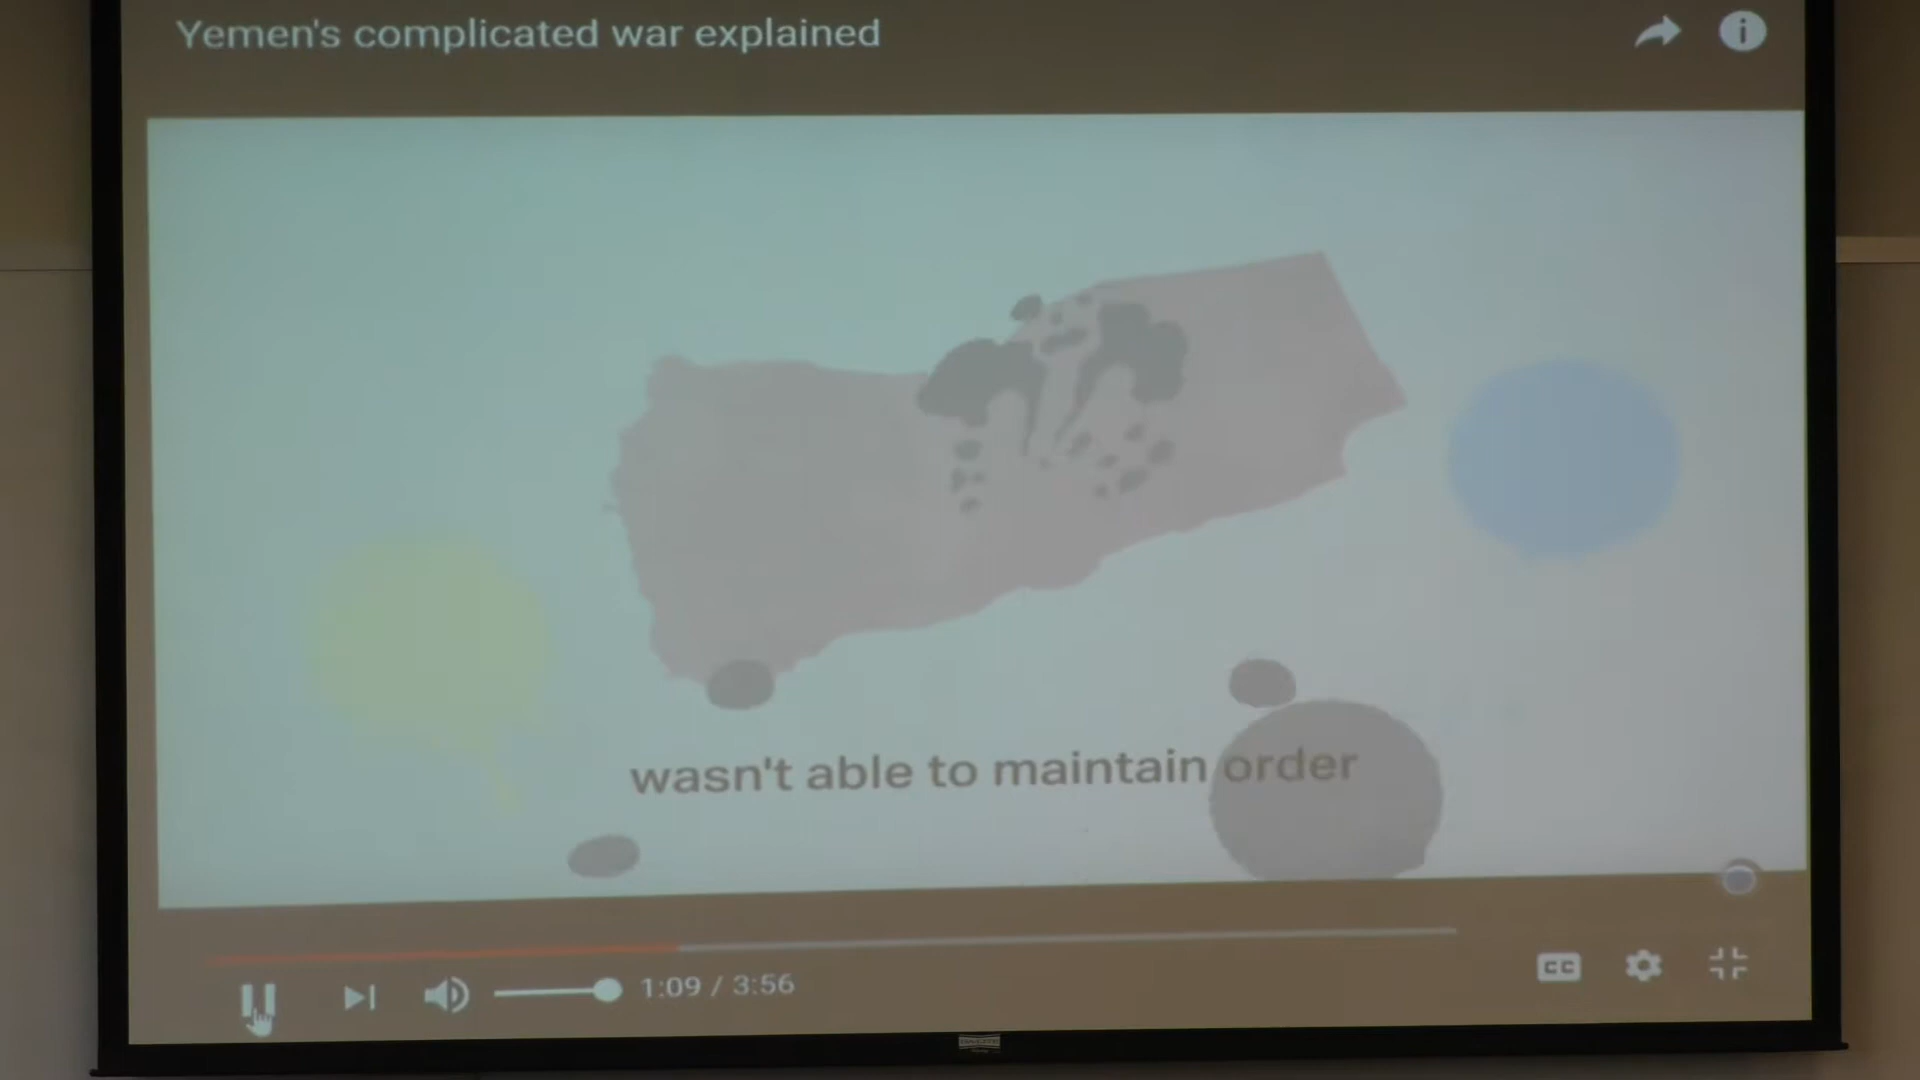 Yemen's complicated war explained
wasn't able to maintain order
1:09 / 3:56
CC